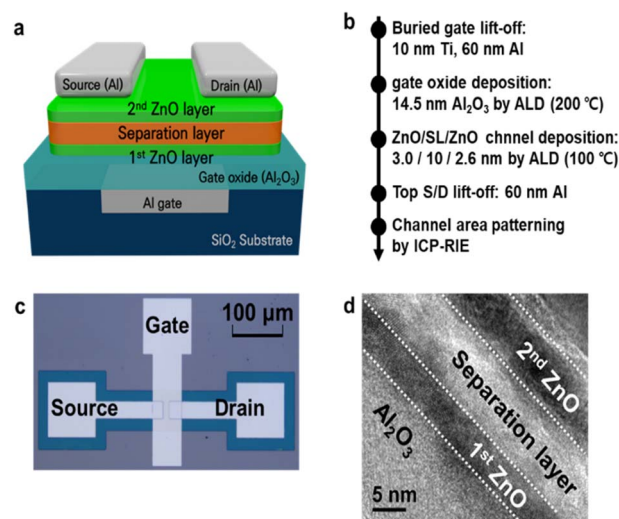 a
Source (Al)
Drain (Al)
2nd ZnO layer
Separation layer
1st ZnO layer
Gate oxide (Al2O3)
Al gate
SiO2 Substrate
b
Buried gate lift-off:
10 nm Ti, 60 nm Al
gate oxide deposition:
14.5 nm Al2O3 by ALD (200 ℃)
ZnO/SL/ZnO chnnel deposition:
3.0 / 10 / 2.6 nm by ALD (100 ℃)
Top S/D lift-off: 60 nm Al
Channel area patterning
by ICP-RIE
c
100 μm
Gate
Source
Drain
d
2nd ZnO
Separation layer
1st ZnO
Al2O3
5 nm